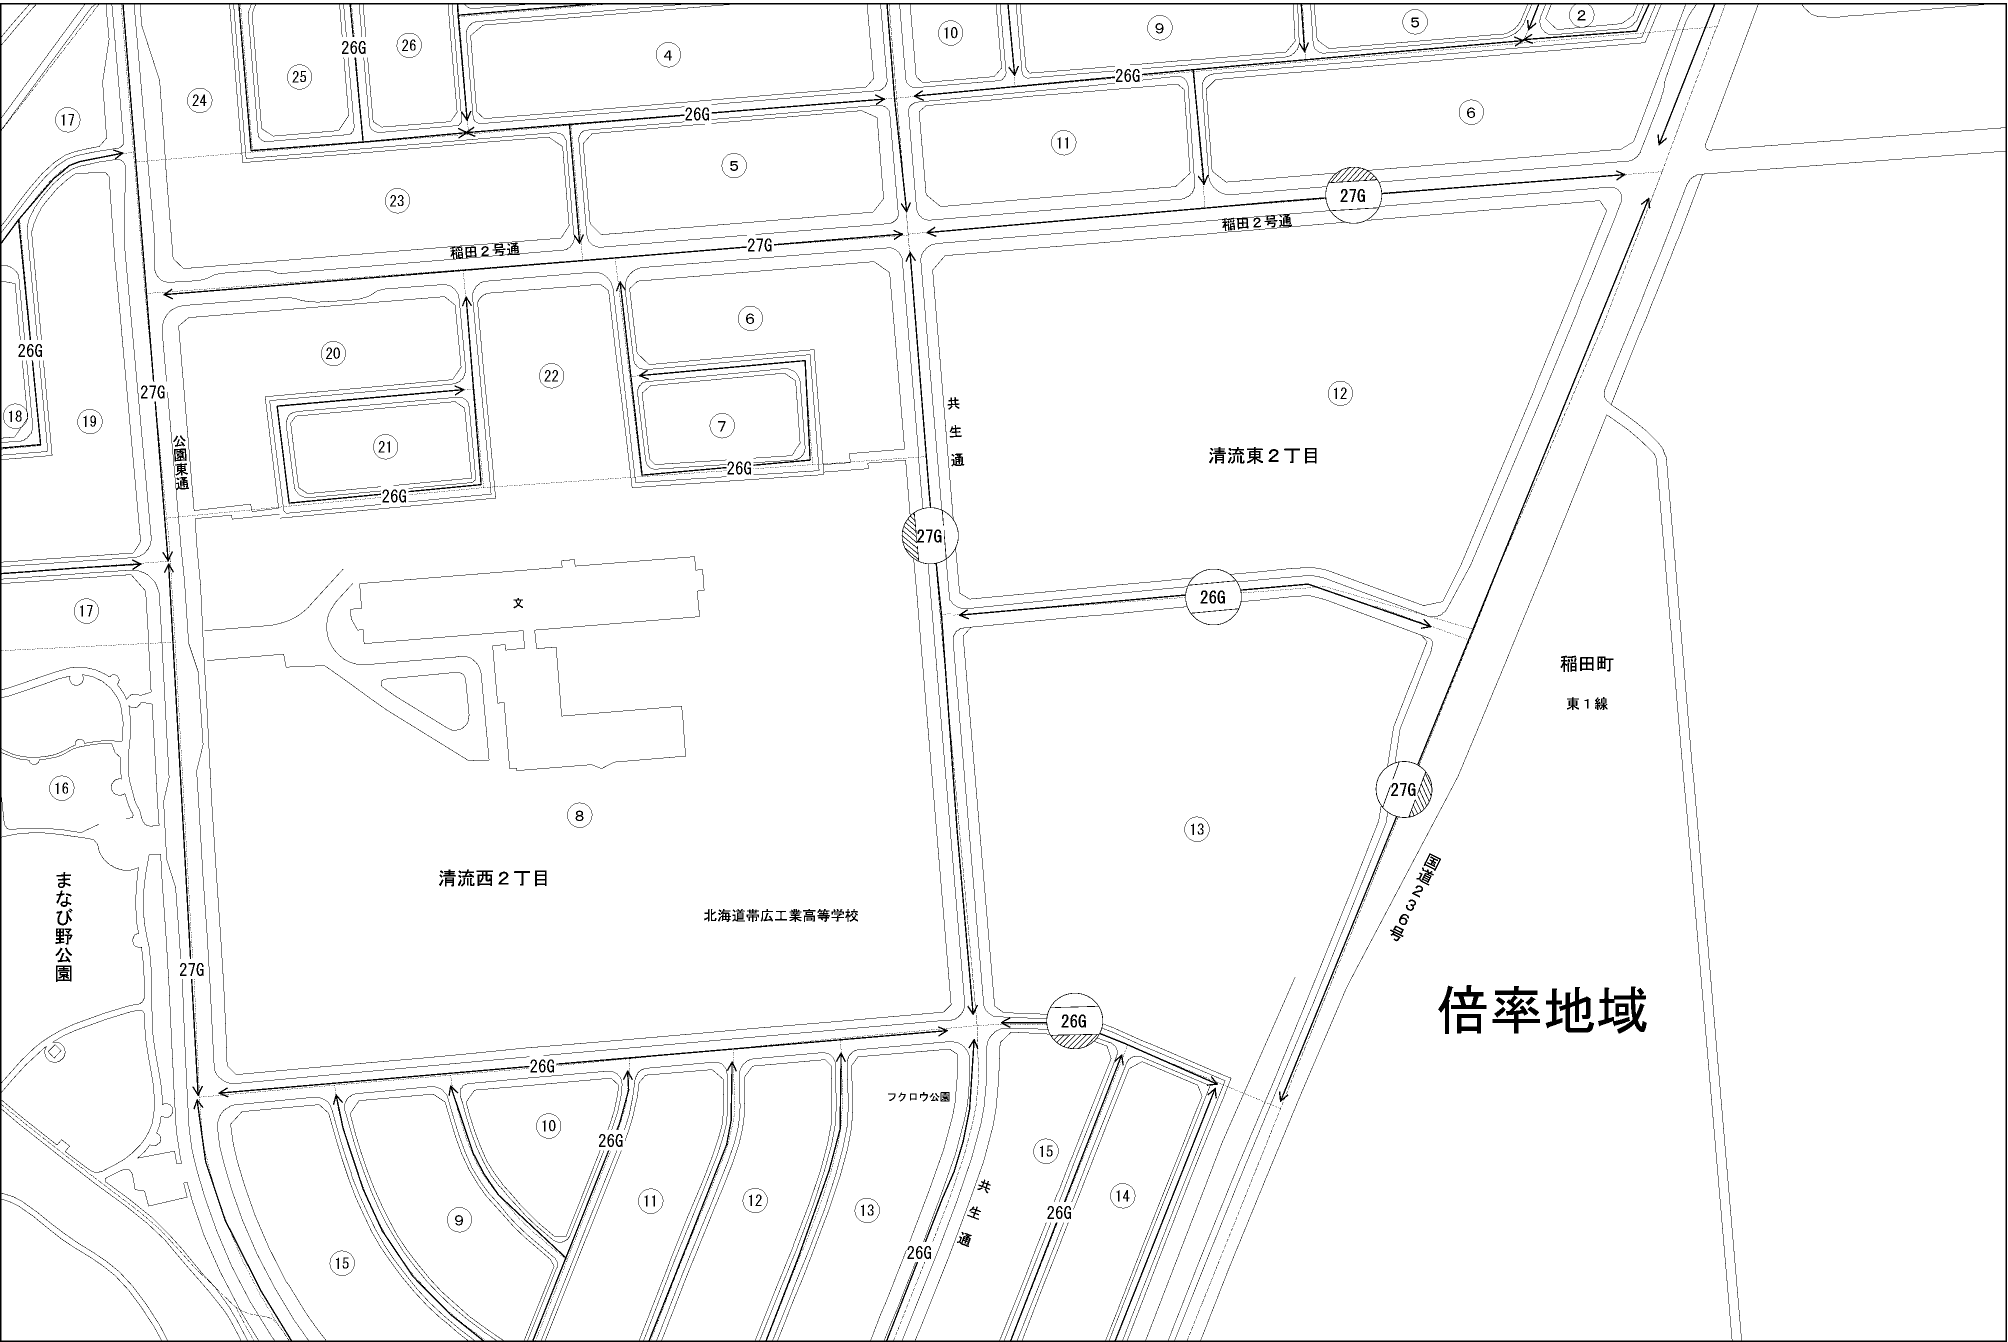 26G
26
25
24
17
4
10
9
5
2
26G
26G
6
11
5
23
27G
稲田2号通
27G
稲田2号通
6
20
22
12
26G
27G
18
19
公園東通
21
7
26G
26G
共生通
清流東2丁目
27G
文
26G
17
稲田町
東1線
16
8
13
27G
清流西2丁目
北海道帯広工業高等学校
国道236号
まなび野公園
27G
倍率地域
26G
26G
フクロウ公園
10
26G
15
11
12
13
14
9
26G
共生通
26G
15